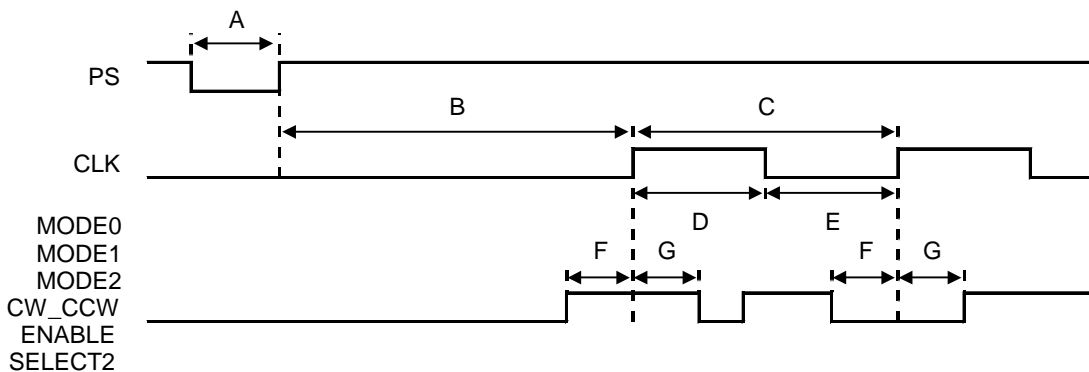 A
PS
B
C
CLK
D
E
MODE0
MODE1
F
G
F
G
MODE2
CW_CCW
ENABLE
SELECT2